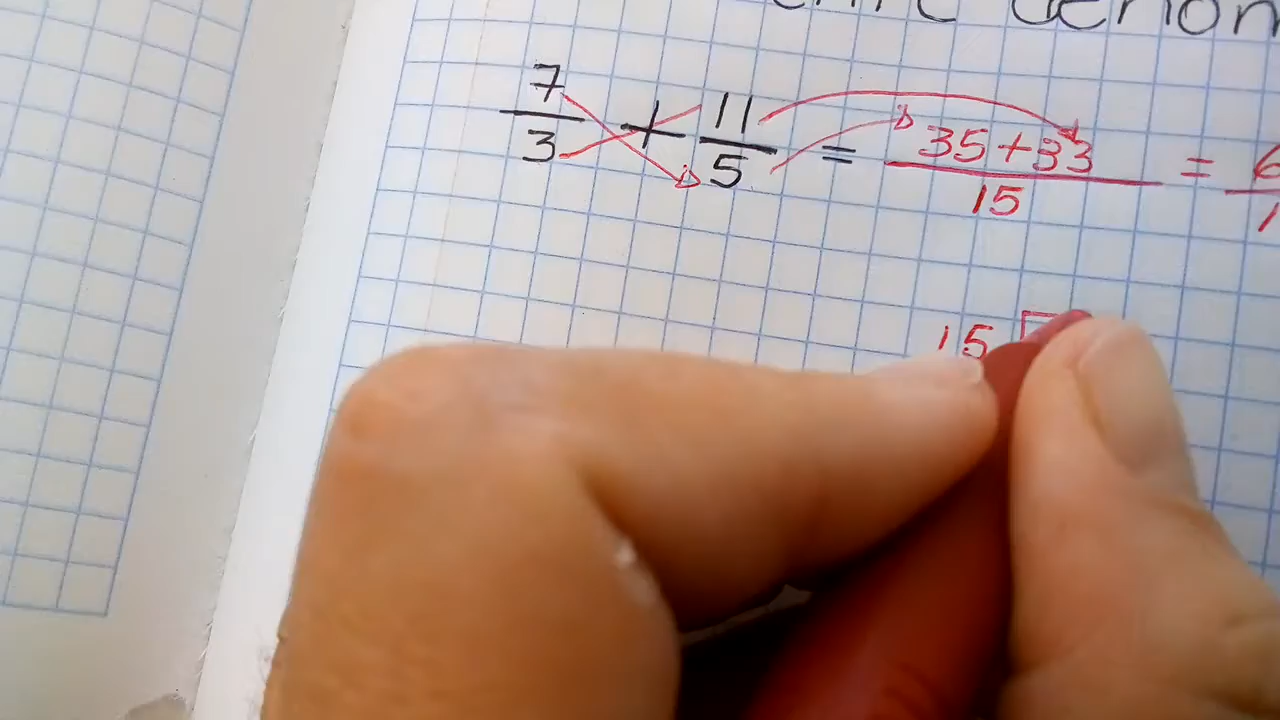 7/3 + 11/5 = 35+33/15 =
15